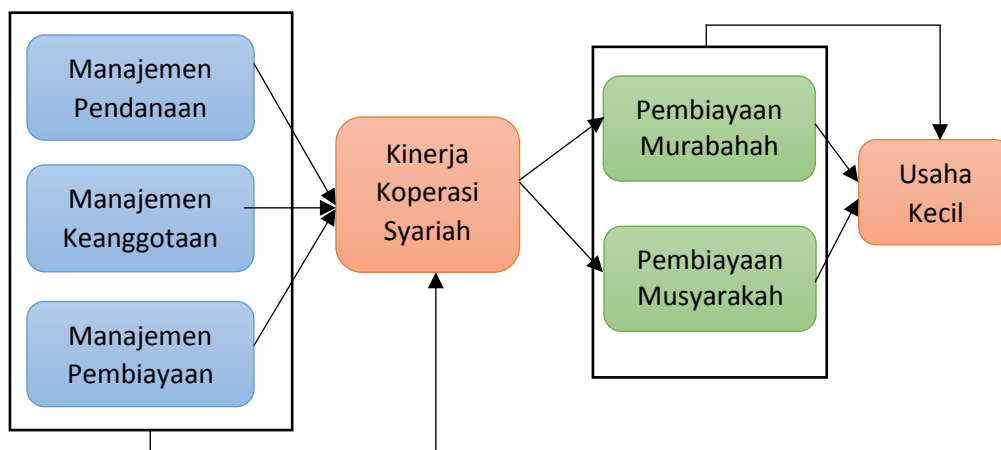 Manajemen
Pendanaan
Manajemen
Keanggotaan
Manajemen
Pembiayaan
Kinerja
Koperasi
Syariah
Pembiayaan
Murabahah
Pembiayaan
Musyarakah
Usaha
Kecil